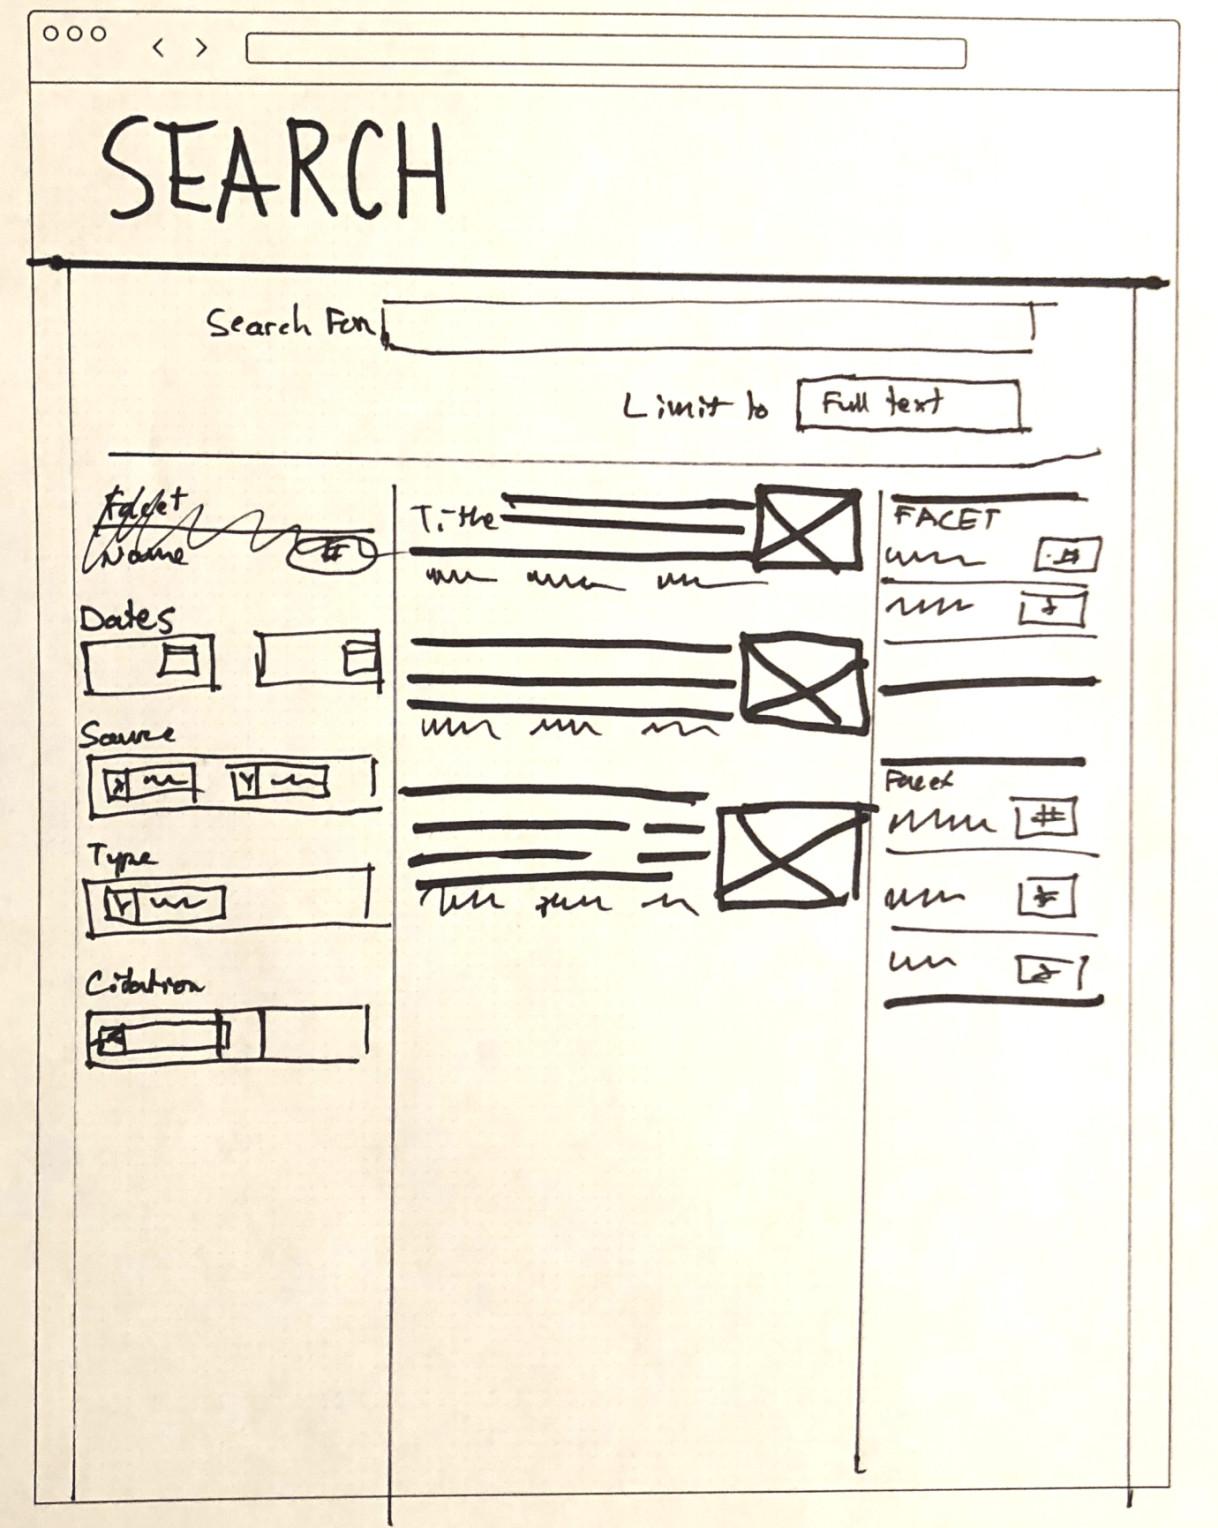 SEARCH
Search For
Limit to Full text
Facet
Name #
Dates
Source
X Y
Type
Y
Citation
X
Title
FACET
#
Facet
#
#